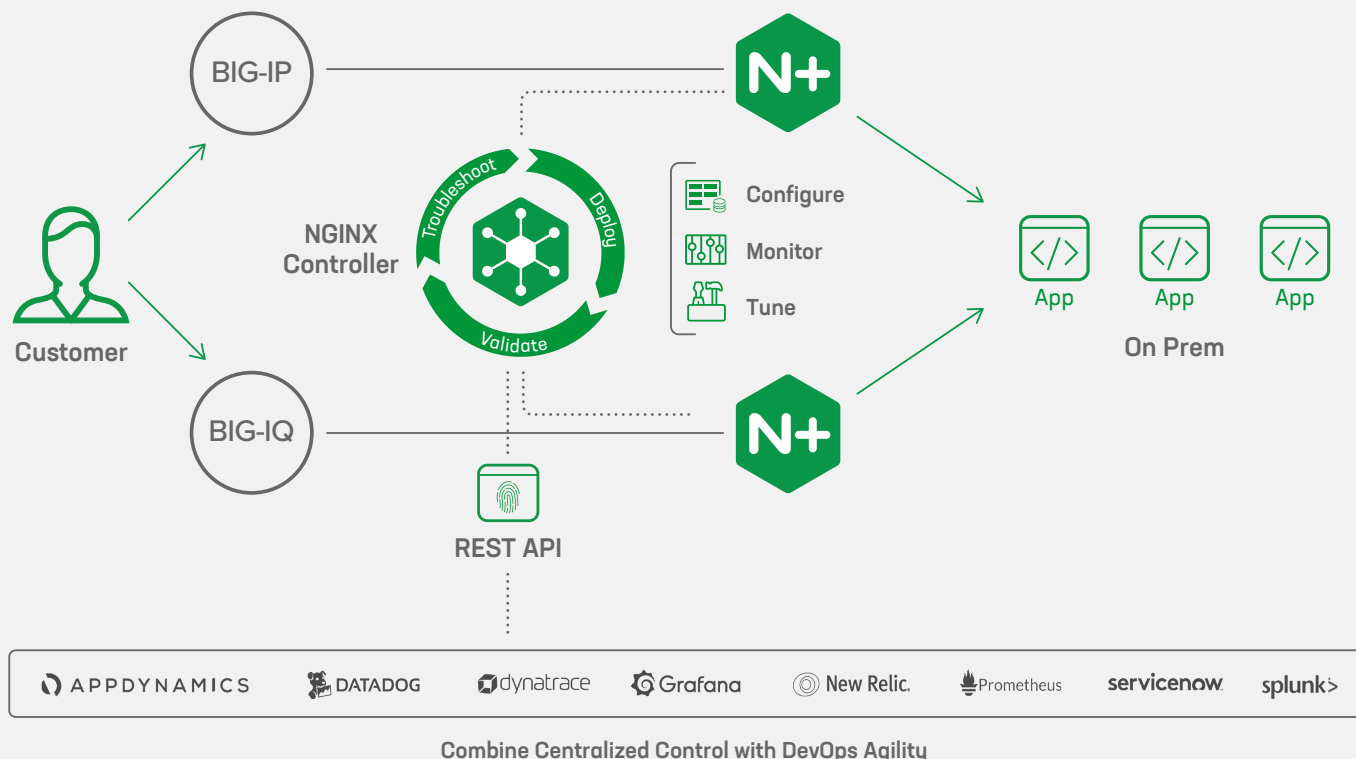 BIG-IP
N+
Troubleshoot
Deploy
Validate
NGINX
Controller
Configure
Monitor
Tune
Customer
App
App
App
On Prem
BIG-IQ
N+
REST API
APPDYNAMICS
DATADOG
dynatrace
Grafana
New Relic.
Prometheus
servicenow.
splunk>
Combine Centralized Control with DevOps Agility